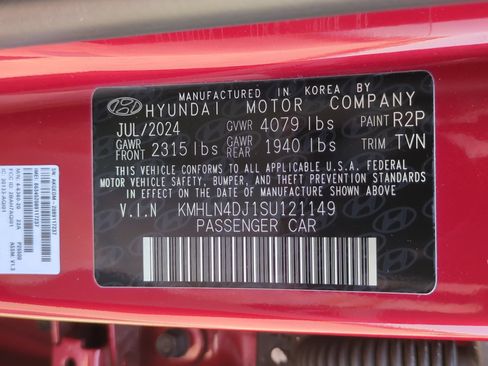 MANUFACTURED IN KOREA BY
HYUNDAI MOTOR COMPANY
JUL/2024 GVWR 4079 lbs PAINT R2P
GAWR FRONT 2315 lbs GAWR REAR 1940 lbs TRIM TVN
THIS VEHICLE CONFORMS TO ALL APPLICABLE U.S.A FEDERAL
MOTOR VEHICLE SAFETY, BUMPER, AND THEFT PREVENTION STANDARDS
IN EFFECT ON THE DATE OF MANUFACTURE SHOWN ABOVE.
V.I.N KMHLN4DJ1SU121149
PASSENGER CAR